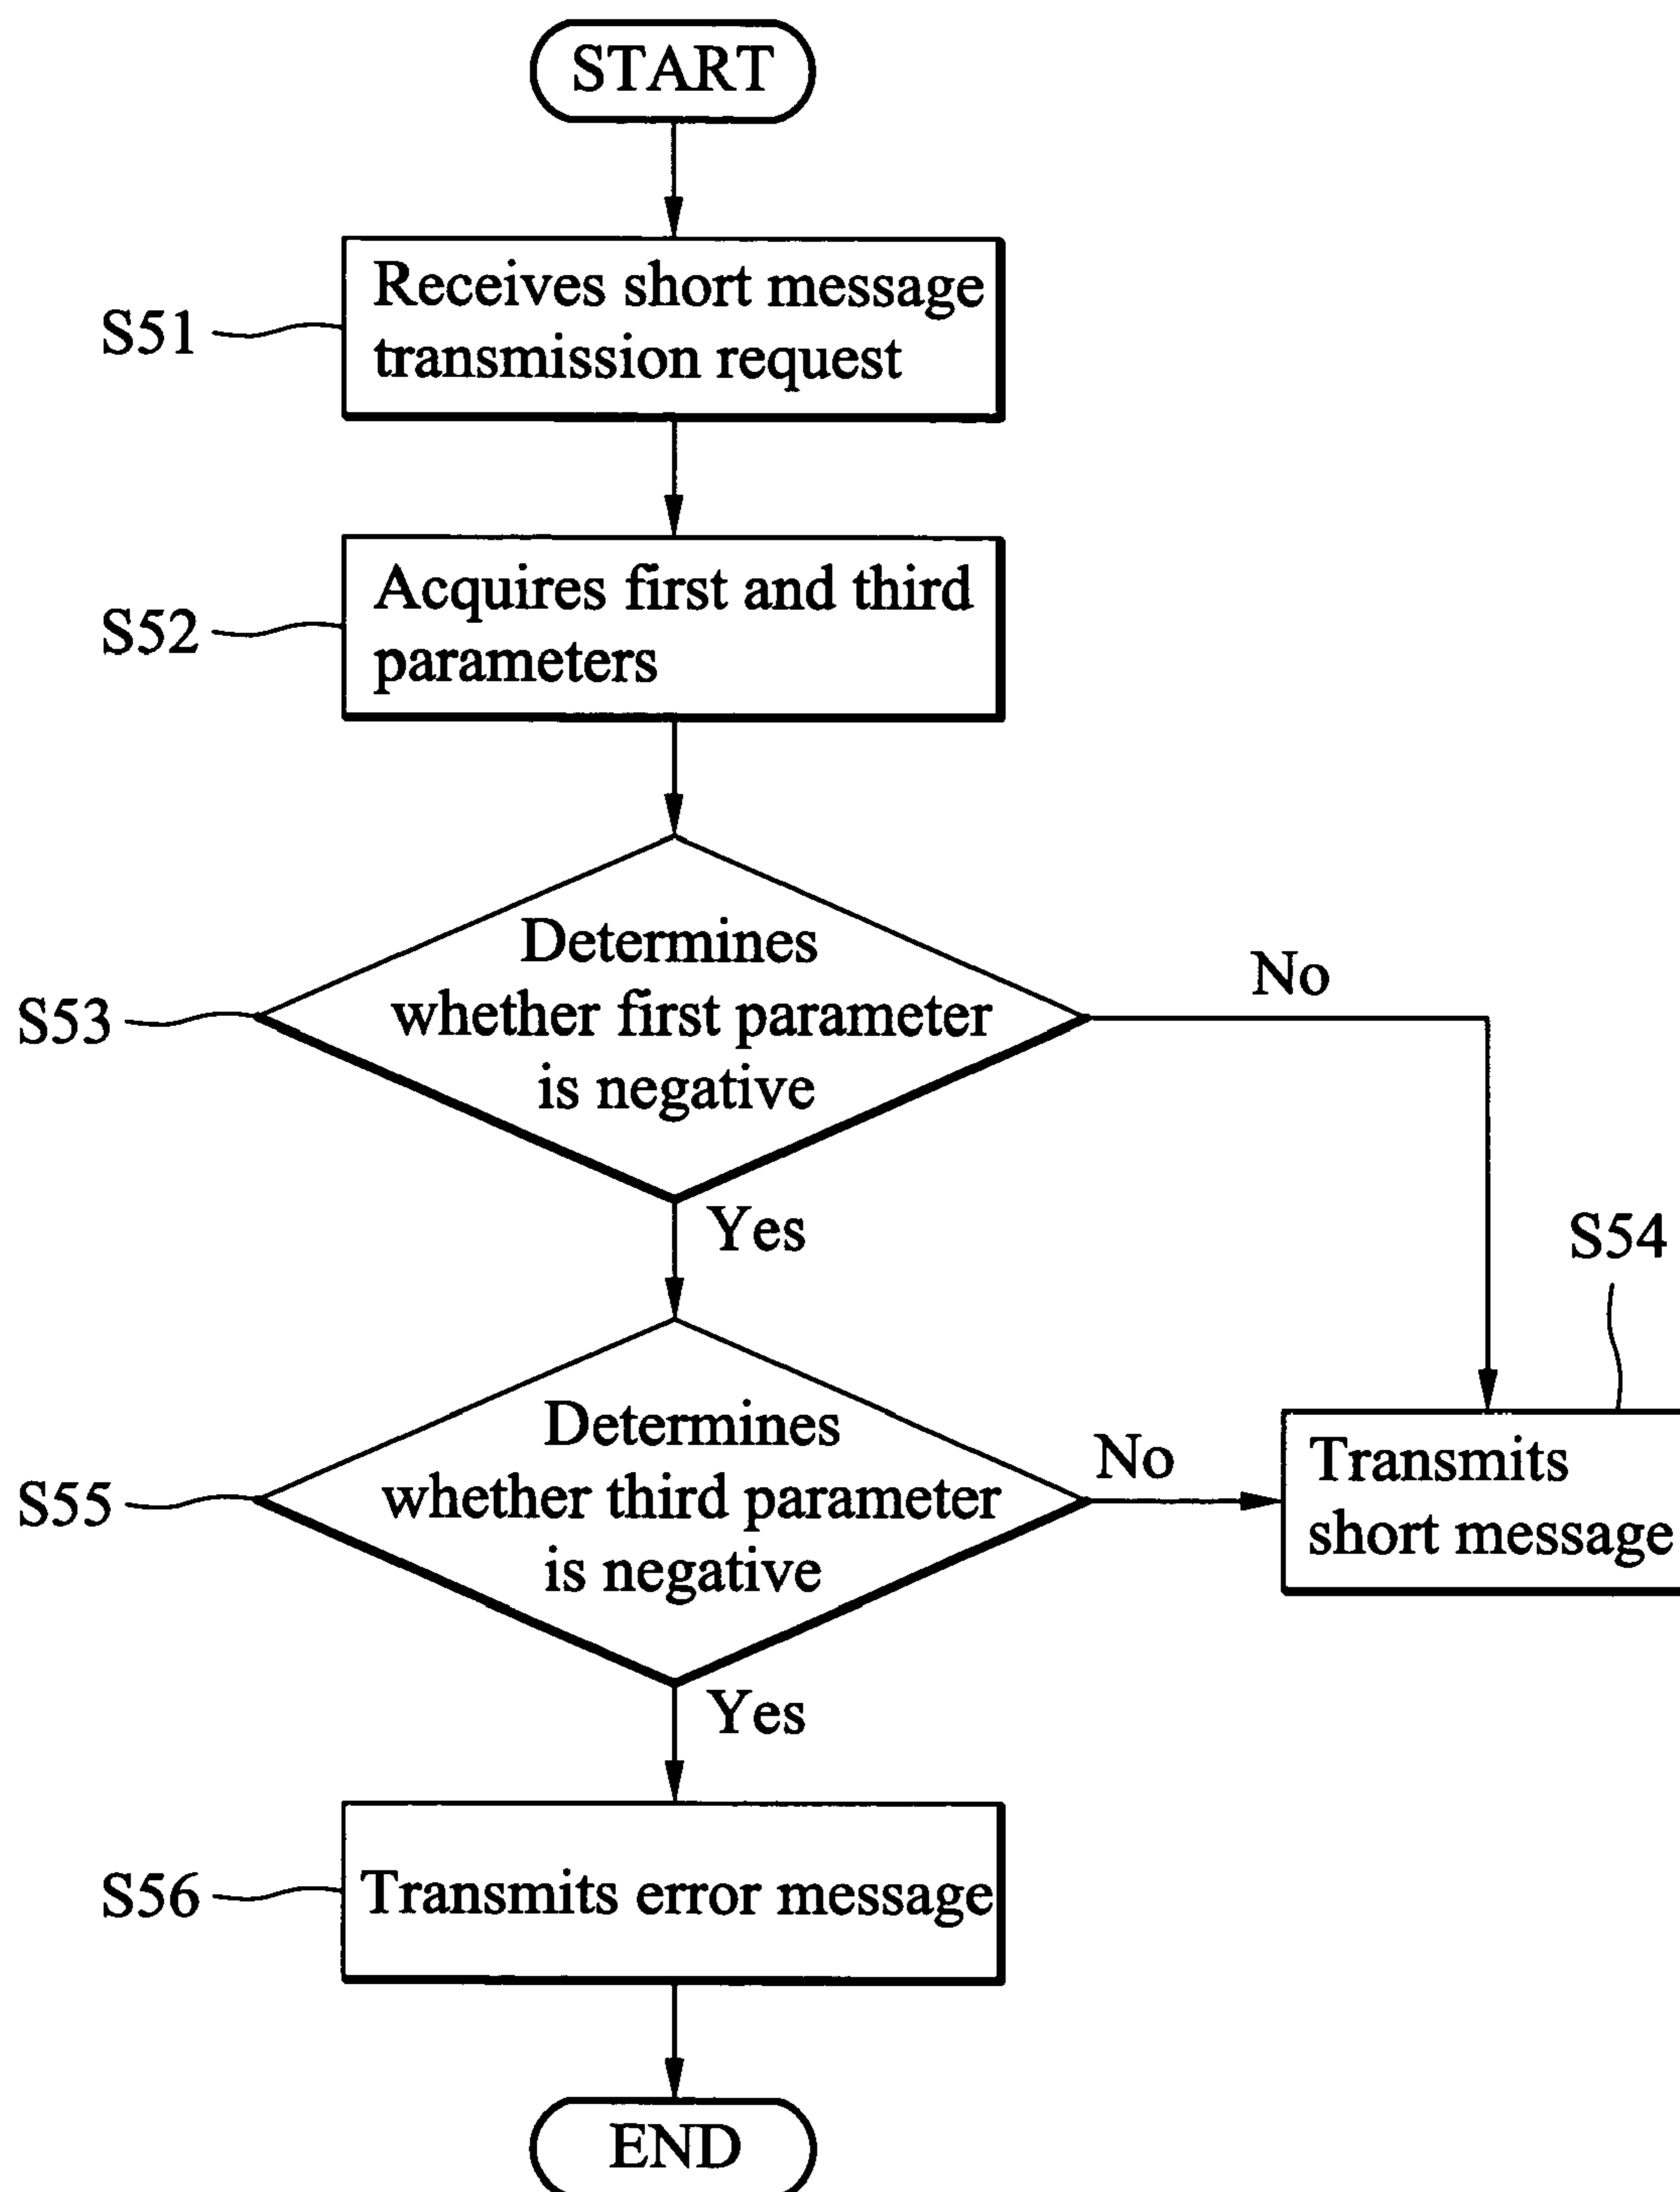 START
S51
Receives short message
transmission request
S52
Acquires first and third
parameters
S53
Determines
whether first parameter
is negative
No
Yes
S54
Transmits
short message
S55
Determines
whether third parameter
is negative
No
Yes
S56
Transmits error message
END